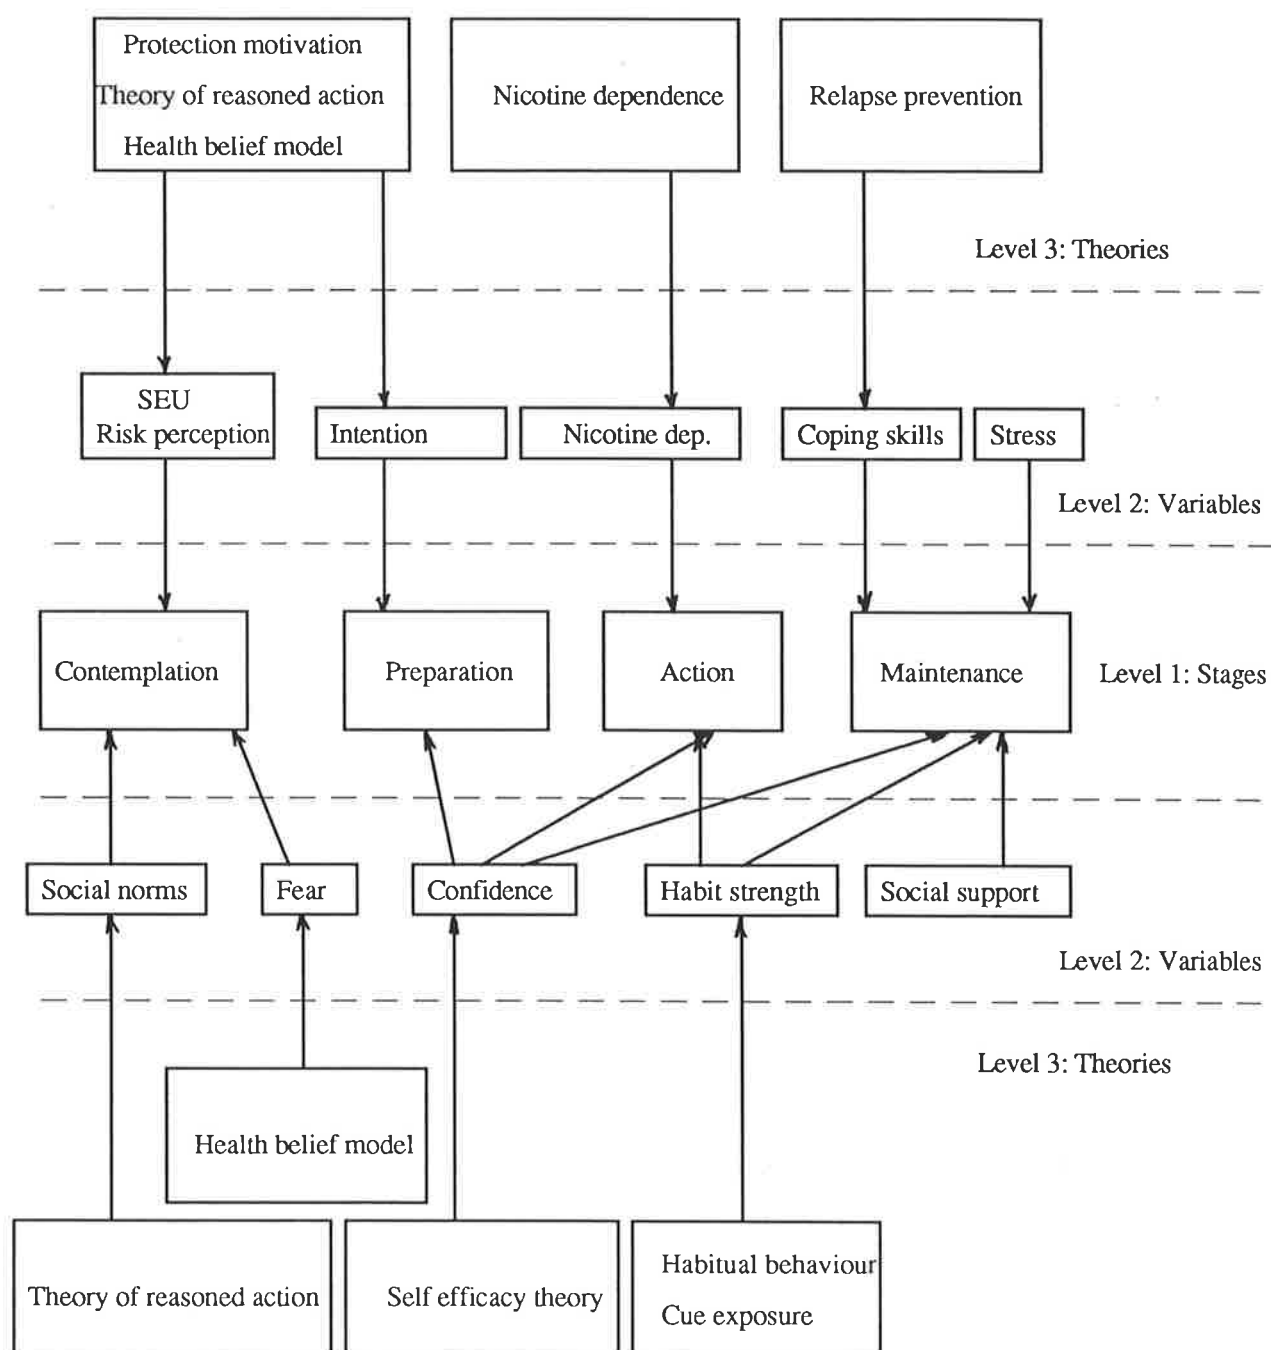 Protection motivation
Theory of reasoned action
Health belief model
Nicotine dependence
Relapse prevention
Level 3: Theories
SEU
Risk perception
Intention
Nicotine dep.
Coping skills
Stress
Level 2: Variables
Contemplation
Preparation
Action
Maintenance
Level 1: Stages
Social norms
Fear
Confidence
Habit strength
Social support
Level 2: Variables
Level 3: Theories
Health belief model
Theory of reasoned action
Self efficacy theory
Habitual behaviour
Cue exposure